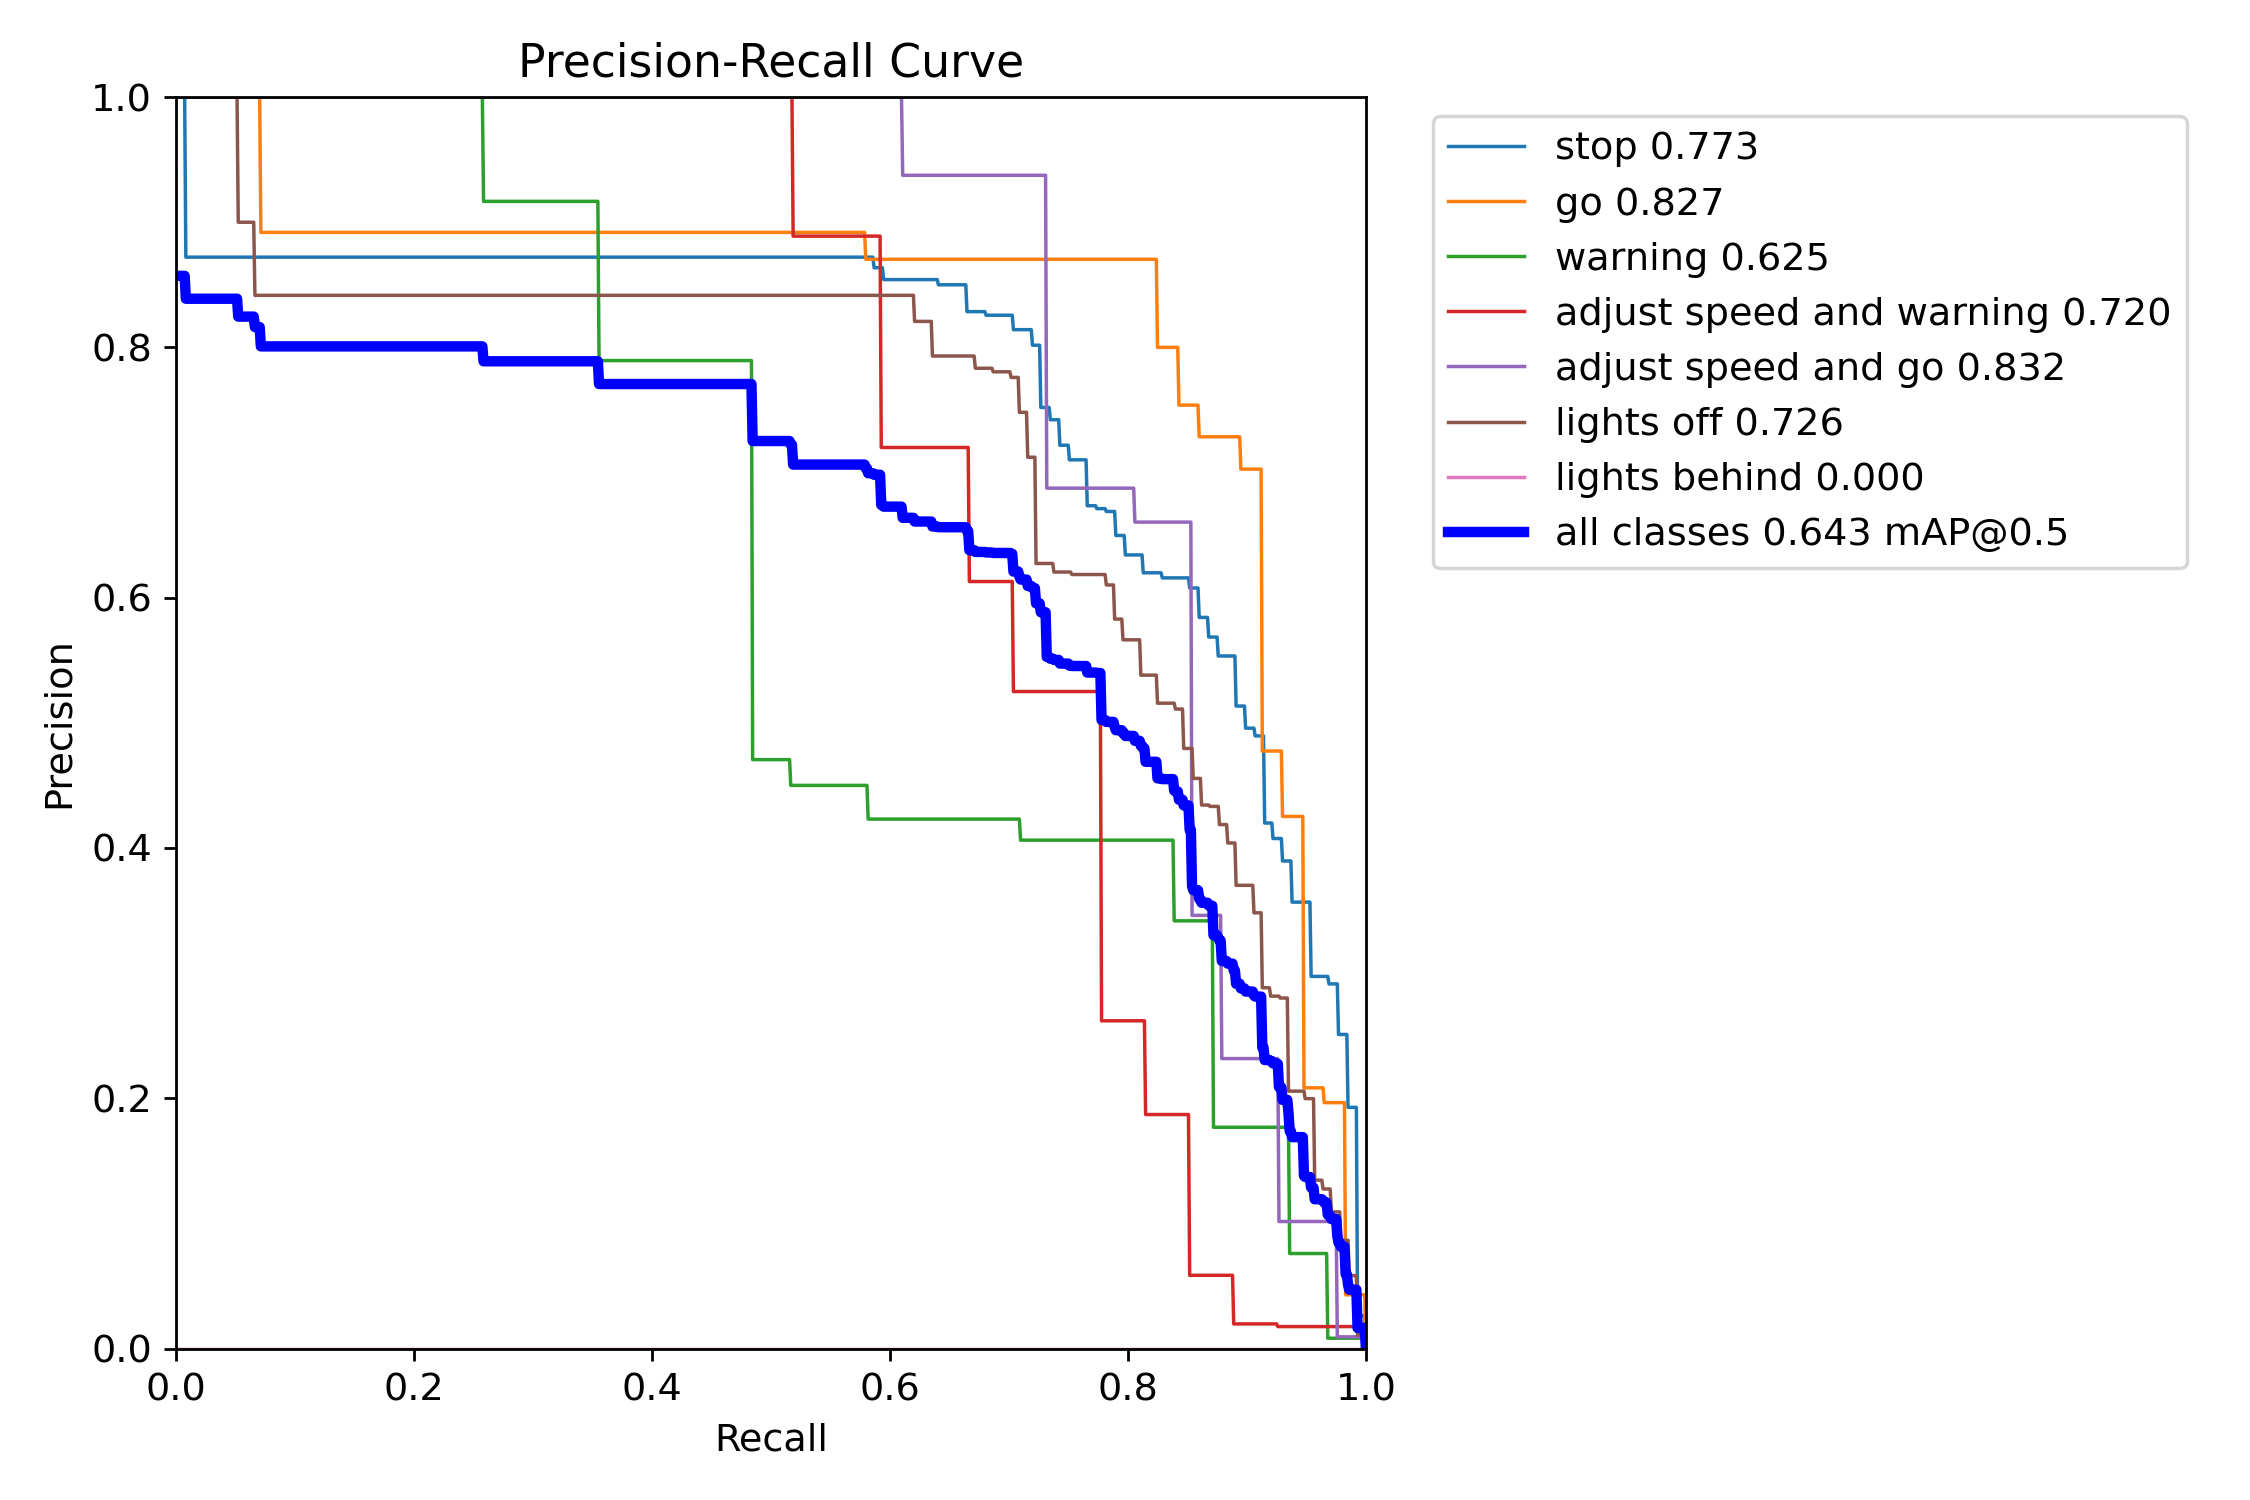 Precision-Recall Curve
1.0
0.8
0.6
0.4
0.2
0.0
Precision
0.0 0.2 0.4 0.6 0.8 1.0
Recall
stop 0.773
go 0.827
warning 0.625
adjust speed and warning 0.720
adjust speed and go 0.832
lights off 0.726
lights behind 0.000
all classes 0.643 mAP@0.5